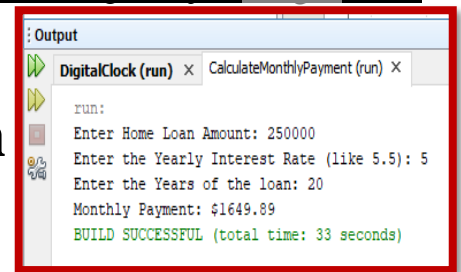 Output
DigitalClock (run) × CalculateMonthlyPayment (run) ×
run:
Enter Home Loan Amount: 250000
Enter the Yearly Interest Rate (like 5.5): 5
Enter the Years of the loan: 20
Monthly Payment: $1649.89
BUILD SUCCESSFUL (total time: 33 seconds)